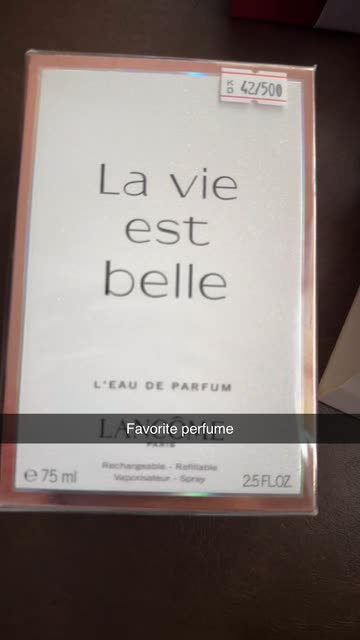 K
D 42/500
La vie
est
belle
L'EAU DE PARFUM
Favorite perfume
LANCÔME
PARIS
Rechargeable - Refillable
Vaporisateur - Spray
e 75 ml
2.5 FL.OZ.